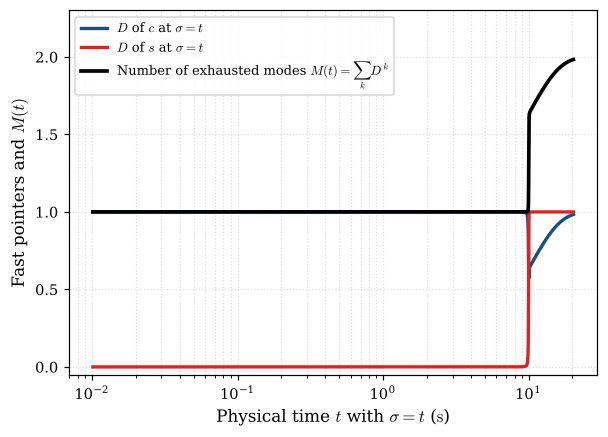 D of c at σ = t
D of s at σ = t
Number of exhausted modes M(t) = ∑ₖ Dᵏ
Fast pointers and M(t)
2.0
1.5
1.0
0.5
0.0
10⁻²
10⁻¹
10⁰
10¹
Physical time t with σ = t (s)